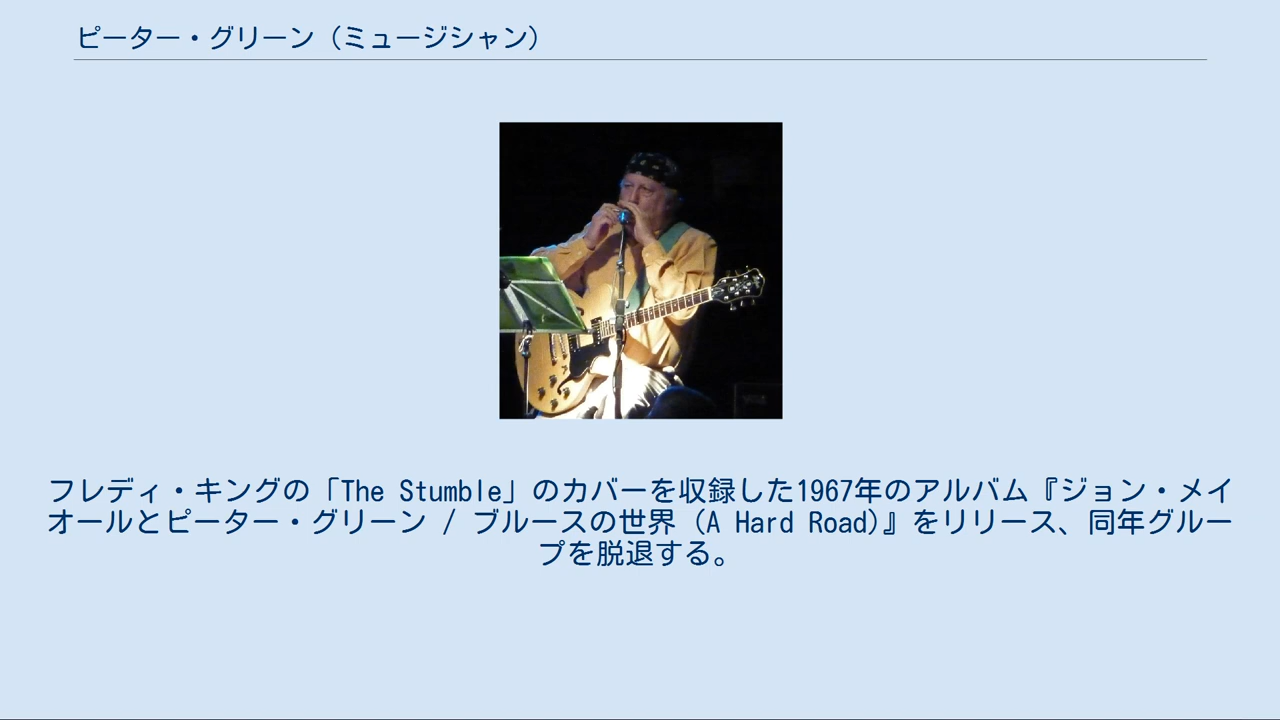 ピーター・グリーン（ミュージシャン）
フレディ・キングの「The Stumble」のカバーを収録した1967年のアルバム『ジョン・メイ
オールとピーター・グリーン / ブルースの世界（A Hard Road)』をリリース、同年グルー
プを脱退する。